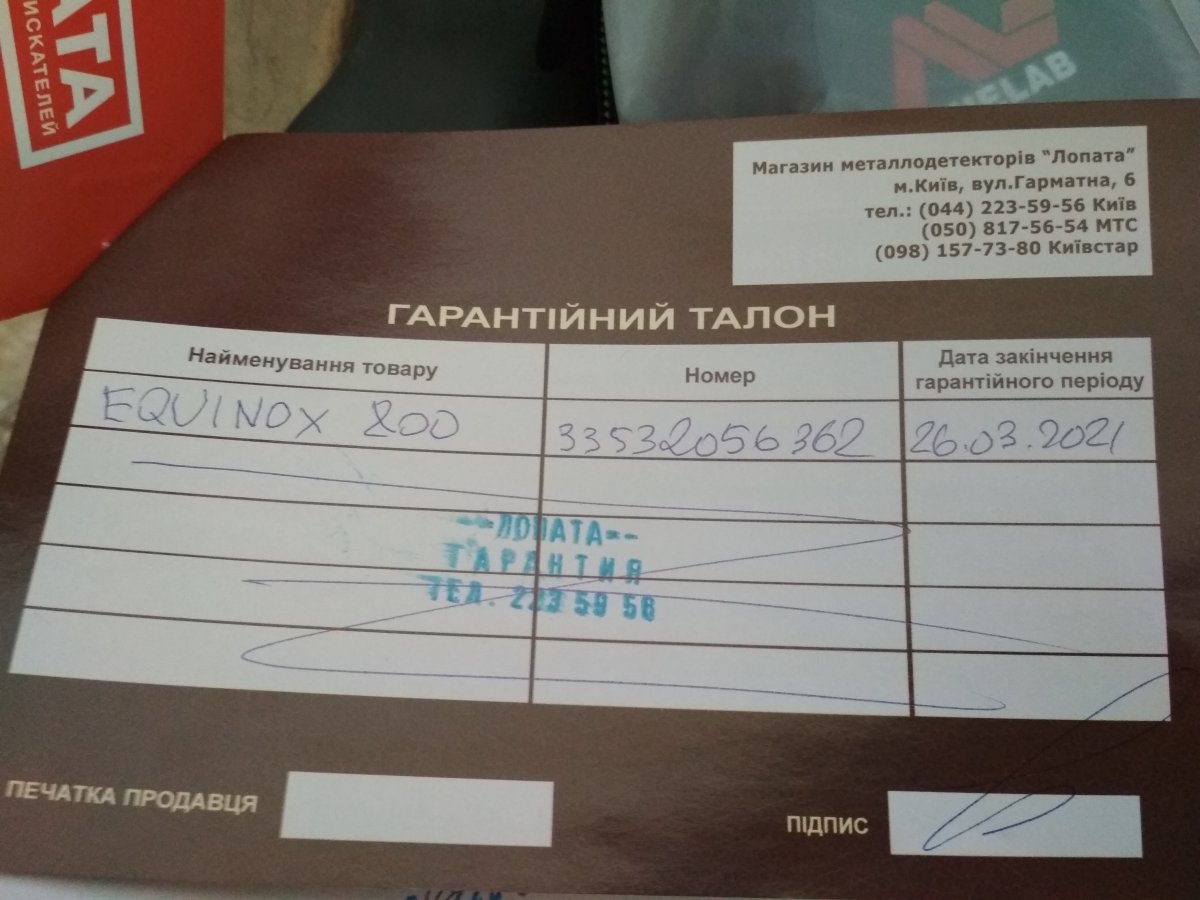 АТА
ИСКАТЕЛЕЙ
Магазин металлодетекторів “Лопата”
м.Київ, вул.Гарматна, 6
тел.: (044) 223-59-56 Київ
(050) 817-56-54 МТС
(098) 157-73-80 Київстар
ГАРАНТІЙНИЙ ТАЛОН
Найменування товару
Номер
Дата закінчення
гарантійного періоду
EQUINOX 800
33532056362
26.03.2021
--ЛОПАТА--
ГАРАНТИЯ
ТЕЛ. 223 59 56
ПЕЧАТКА ПРОДАВЦЯ
ПІДПИС